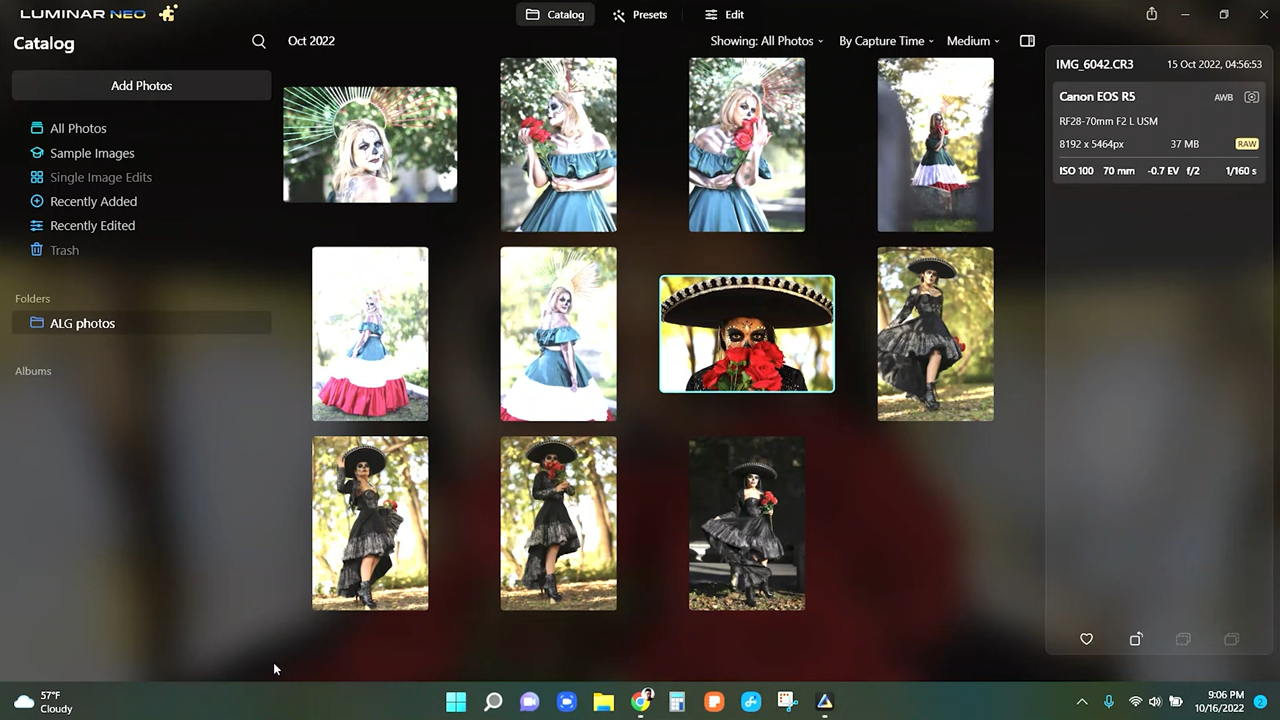 LUMINAR NEO
Catalog
Presets
Edit
Catalog
Oct 2022
Showing: All Photos
By Capture Time
Medium
Add Photos
All Photos
Sample Images
Single Image Edits
Recently Added
Recently Edited
Trash
Folders
ALG photos
Albums
IMG_6042.CR3 15 Oct 2022, 04:56:53
Canon EOS R5 AWB
RF28-70mm F2 L USM
8192 x 5464px 37 MB RAW
ISO 100 70 mm -0.7 EV f/2 1/160 s
57°F
Cloudy
9:06 PM
10/16/2022
2